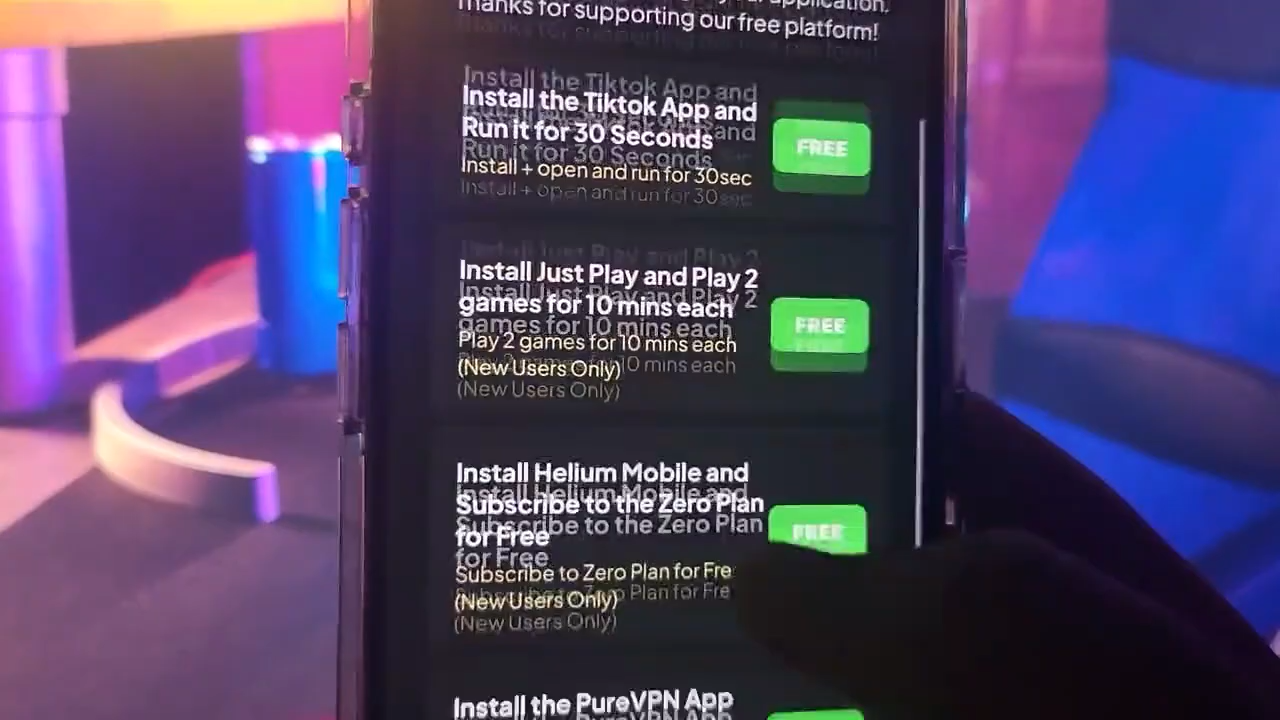 application.
Thanks for supporting our free platform!
Install the Tiktok App and
Run it for 30 Seconds
Install + open and run for 30sec
FREE
Install Just Play and Play 2
games for 10 mins each
Play 2 games for 10 mins each
(New Users Only)
FREE
Install Helium Mobile and
Subscribe to the Zero Plan
for Free
Subscribe to Zero Plan for Fre
(New Users Only)
FREE
Install the PureVPN App